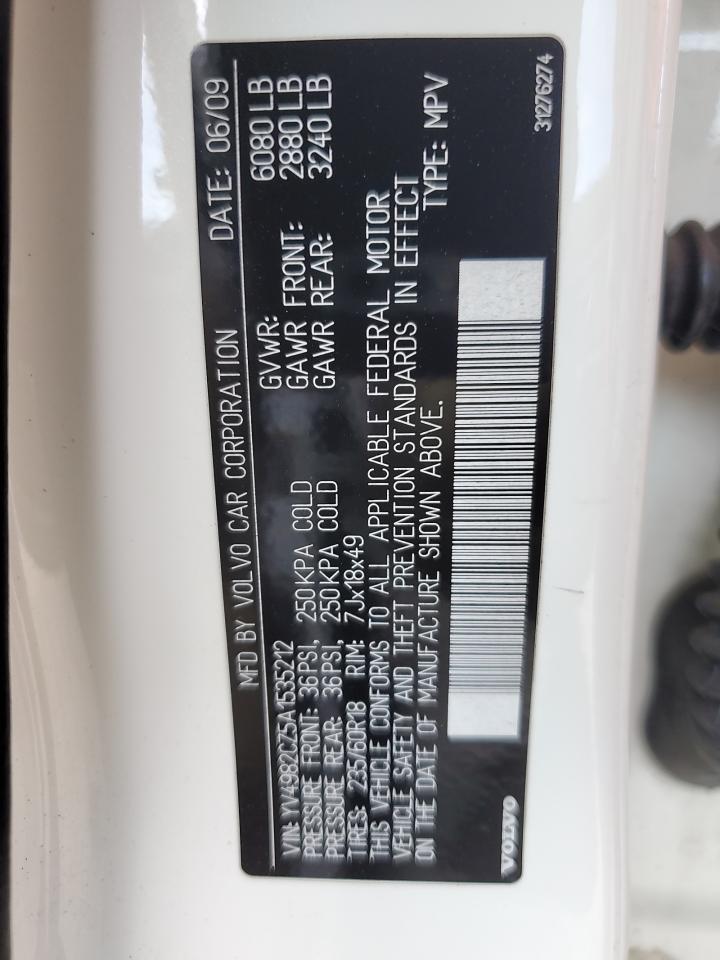 MFD BY VOLVO CAR CORPORATION DATE: 06/09
VIN: YV4982CZ5A1535212 GVWR: 6080 LB
PRESSURE FRONT: 36PSI, 250KPA COLD GAWR FRONT: 2880 LB
PRESSURE REAR: 36PSI, 250KPA COLD GAWR REAR: 3240 LB
TIRES: 235/60R18 RIM: 7Jx18x49
THIS VEHICLE CONFORMS TO ALL APPLICABLE FEDERAL MOTOR
VEHICLE SAFETY AND THEFT PREVENTION STANDARDS IN EFFECT
ON THE DATE OF MANUFACTURE SHOWN ABOVE. TYPE: MPV
VOLVO 31276274